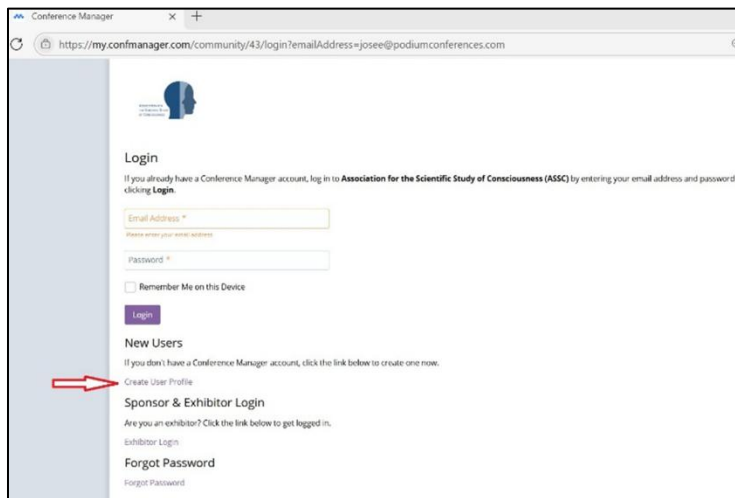 Conference Manager
https://my.confmanager.com/community/43/login?emailAddress=josee@podiumconferences.com
Login
If you already have a Conference Manager account, log in to Association for the Scientific Study of Consciousness (ASSC) by entering your email address and password
clicking Login.
Email Address *
Please enter your email address
Password *
Remember Me on this Device
Login
New Users
If you don't have a Conference Manager account, click the link below to create one now.
Create User Profile
Sponsor & Exhibitor Login
Are you an exhibitor? Click the link below to get logged in.
Exhibitor Login
Forgot Password
Forgot Password